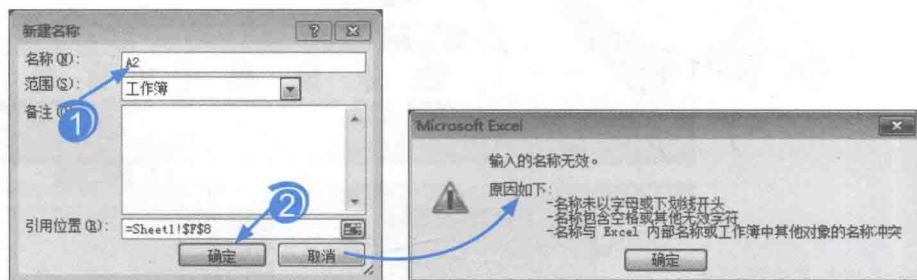 新建名称
名称(N):
A2
范围(S):
工作簿
备注
1
2
引用位置(R):
=Sheet1!$F$8
确定
取消
Microsoft Excel
输入的名称无效。
原因如下:
-名称未以字母或下划线开头
-名称包含空格或其他无效字符
-名称与 Excel 内部名称或工作簿中其他对象的名称冲突
确定